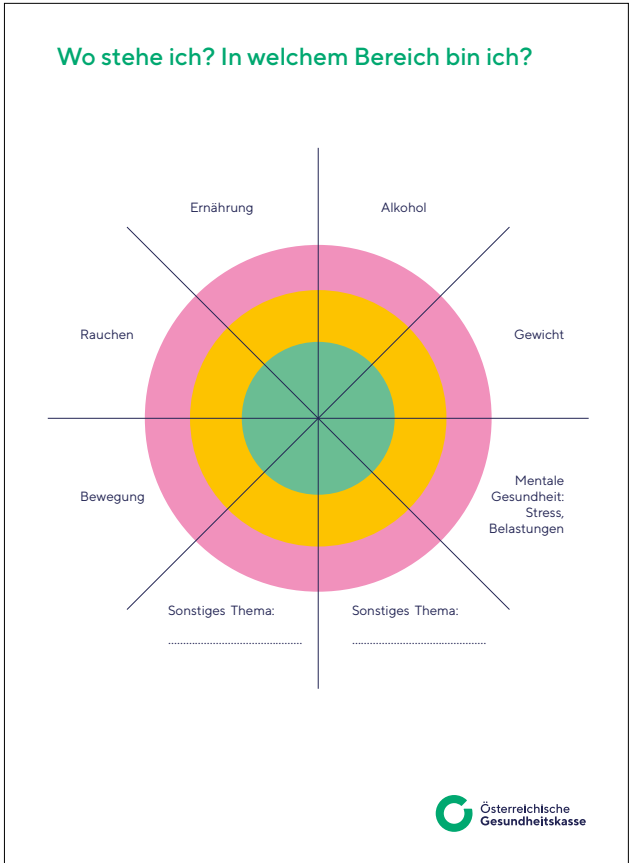 Wo stehe ich? In welchem Bereich bin ich?
Ernährung
Alkohol
Rauchen
Gewicht
Bewegung
Mentale
Gesundheit:
Stress,
Belastungen
Sonstiges Thema:
Sonstiges Thema:
Österreichische
Gesundheitskasse